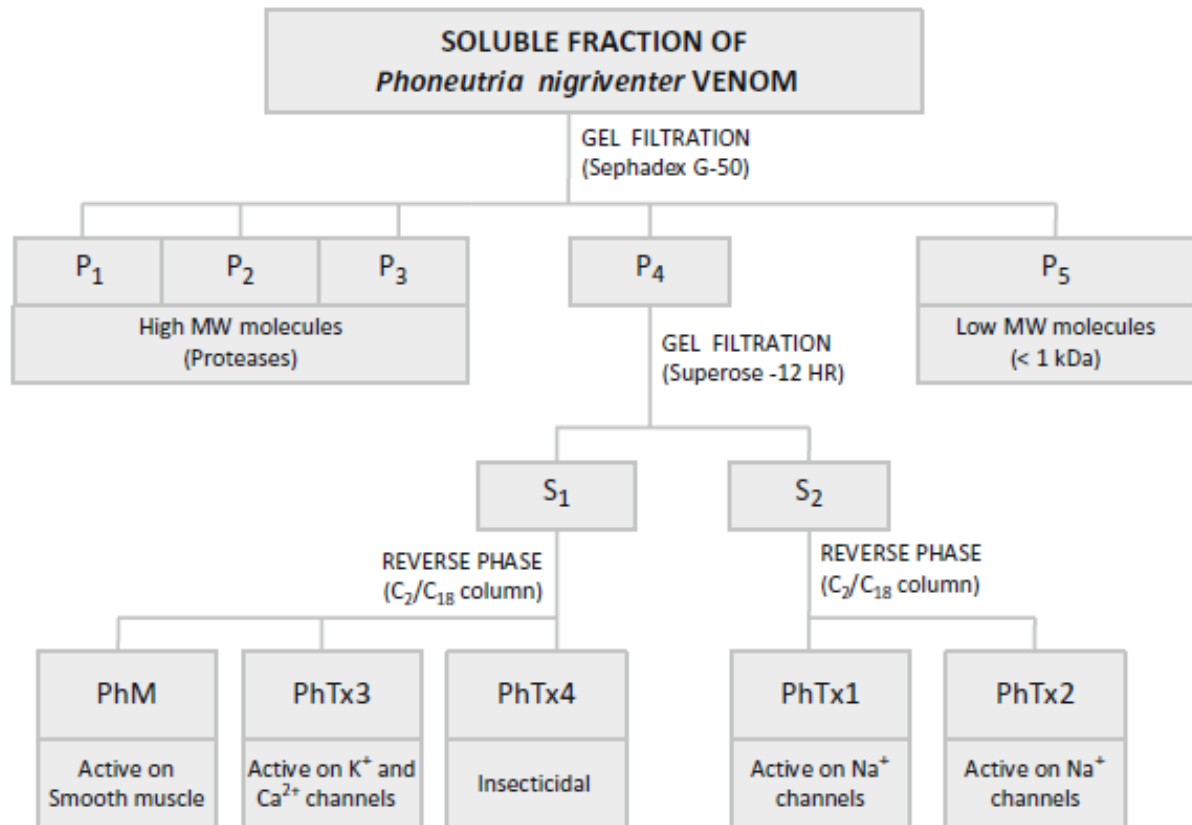 SOLUBLE FRACTION OF
Phoneutria nigriventer VENOM
GEL FILTRATION
(Sephadex G-50)
P₁
P₂
P₃
High MW molecules
(Proteases)
P₄
P₅
Low MW molecules
(< 1 kDa)
GEL FILTRATION
(Superose -12 HR)
S₁
S₂
REVERSE PHASE
(C₂/C₁₈ column)
REVERSE PHASE
(C₂/C₁₈ column)
PhM
Active on
Smooth muscle
PhTx3
Active on K⁺ and
Ca²⁺ channels
PhTx4
Insecticidal
PhTx1
Active on Na⁺
channels
PhTx2
Active on Na⁺
channels